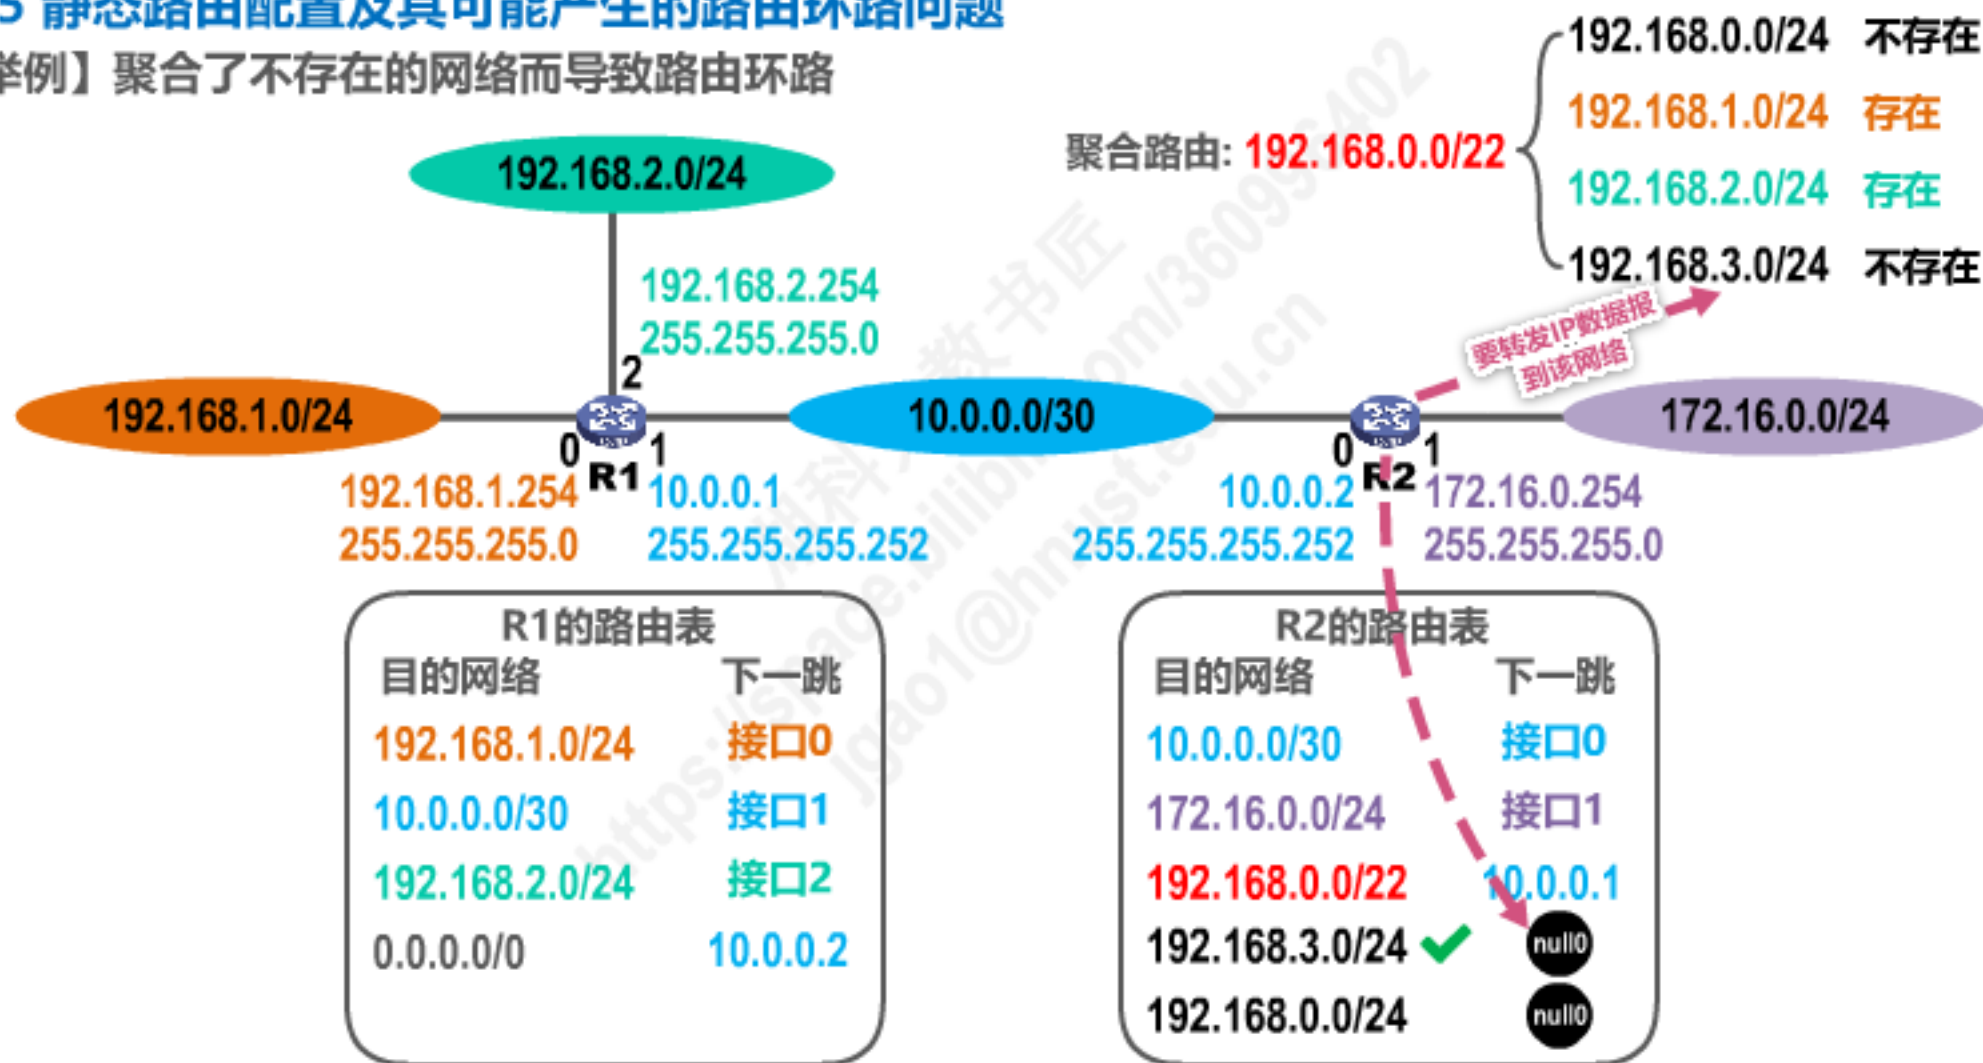 5 静态路由配置及其可能产生的路由环路问题
举例】聚合了不存在的网络而导致路由环路
聚合路由: 192.168.0.0/22
192.168.0.0/24 不存在
192.168.1.0/24 存在
192.168.2.0/24 存在
192.168.3.0/24 不存在
要转发IP数据报
到该网络
192.168.2.0/24
192.168.2.254
255.255.255.0
2
192.168.1.0/24
10.0.0.0/30
172.16.0.0/24
0
R1
1
0
R2
1
192.168.1.254
255.255.255.0
10.0.0.1
255.255.255.252
10.0.0.2
255.255.255.252
172.16.0.254
255.255.255.0
R1的路由表
目的网络 下一跳
192.168.1.0/24 接口0
10.0.0.0/30 接口1
192.168.2.0/24 接口2
0.0.0.0/0 10.0.0.2
R2的路由表
目的网络 下一跳
10.0.0.0/30 接口0
172.16.0.0/24 接口1
192.168.0.0/22 10.0.0.1
192.168.3.0/24 null0
192.168.0.0/24 null0
jgao1@hnust.edu.cn